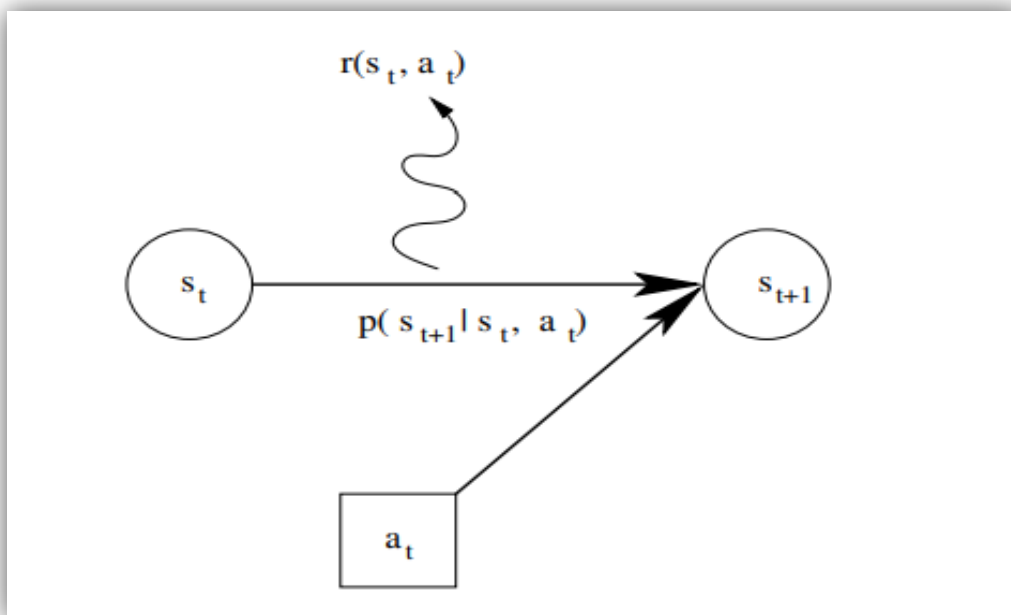 r(s t, a t)
s t
s t+1
p( s t+1 | s t, a t)
a t